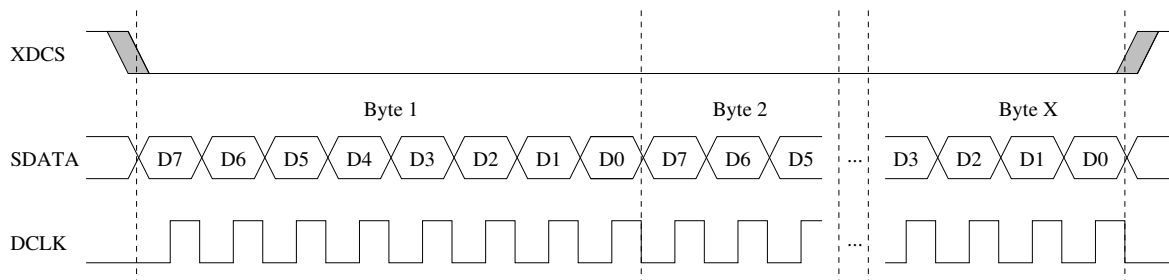 XDCS
Byte 1 Byte 2 Byte X
SDATA D7 D6 D5 D4 D3 D2 D1 D0 D7 D6 D5 ... D3 D2 D1 D0
DCLK ...